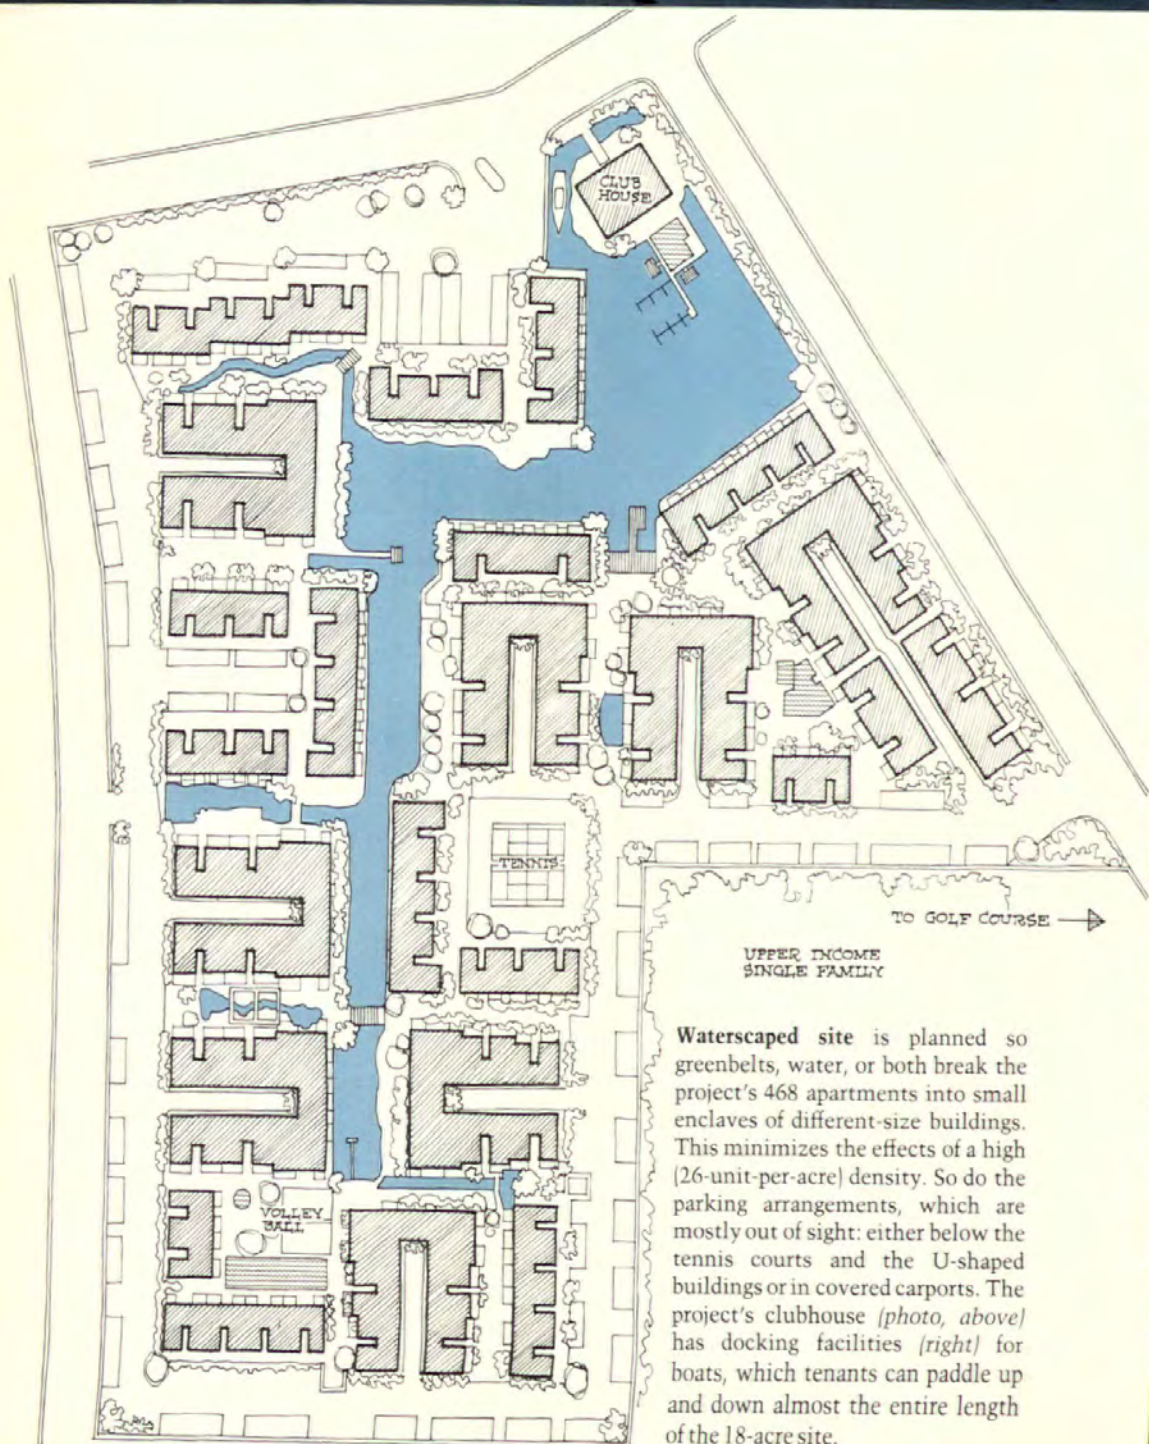 CLUB
HOUSE
TENNIS
TO GOLF COURSE
UPPER INCOME
SINGLE FAMILY
VOLLEY
BALL
Waterscaped site is planned so
greenbelts, water, or both break the
project's 468 apartments into small
enclaves of different-size buildings.
This minimizes the effects of a high
(26-unit-per-acre) density. So do the
parking arrangements, which are
mostly out of sight: either below the
tennis courts and the U-shaped
buildings or in covered carports. The
project's clubhouse (photo, above)
has docking facilities (right) for
boats, which tenants can paddle up
and down almost the entire length
of the 18-acre site.